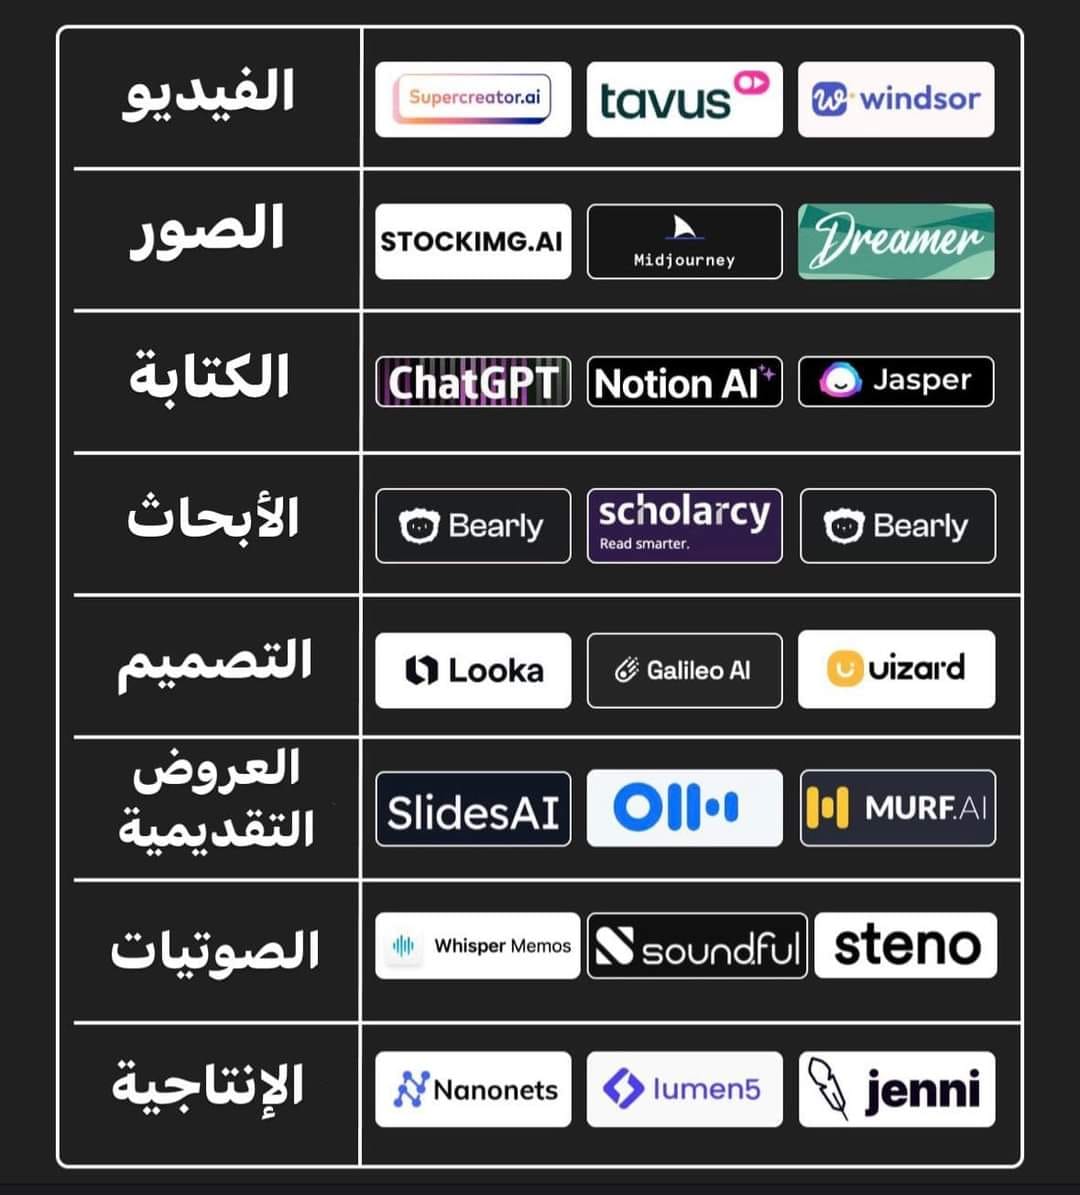 الفيديو
Supercreator.ai tavus windsor
الصور
STOCKIMG.AI Midjourney Dreamer
الكتابة
ChatGPT Notion AI Jasper
الأبحاث
Bearly scholarcy Bearly
Read smarter.
التصميم
Looka Galileo AI uizard
العروض
التقديمية
SlidesAI MURF.AI
الصوتيات
Whisper Memos soundful steno
الإنتاجية
Nanonets lumen5 jenni